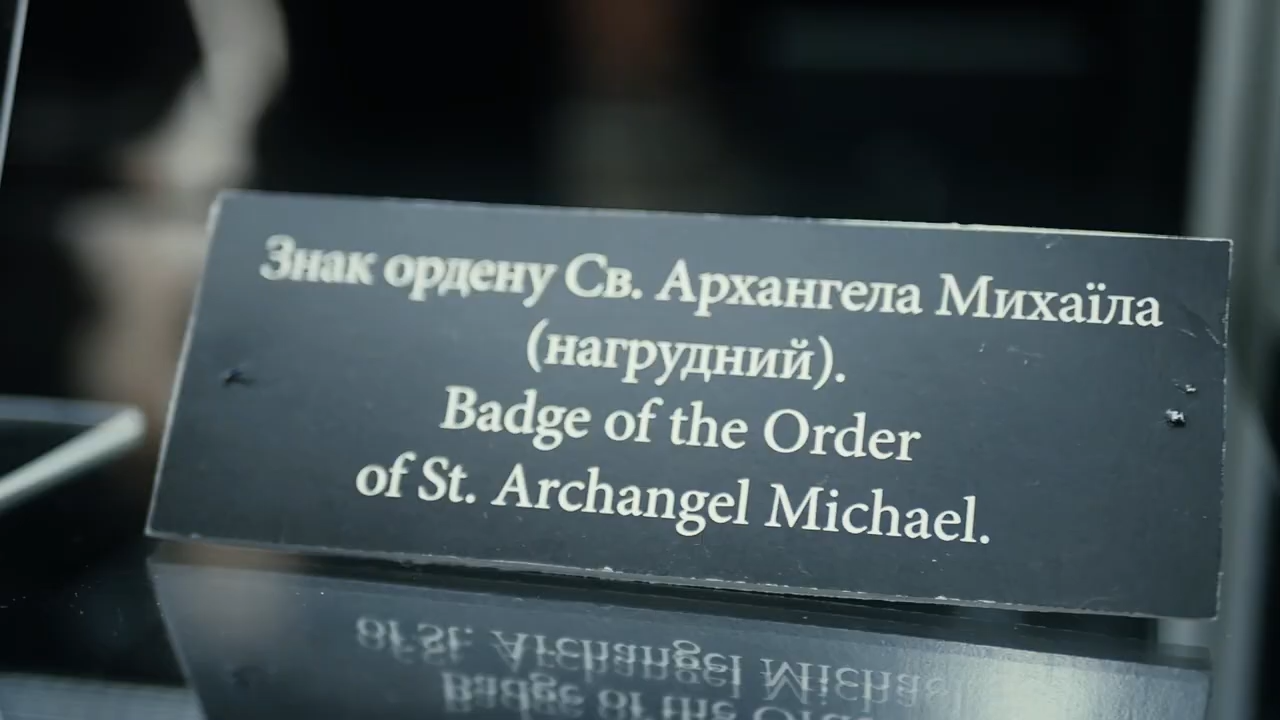 Знак ордену Св. Архангела Михаїла
(нагрудний).
Badge of the Order
of St. Archangel Michael.